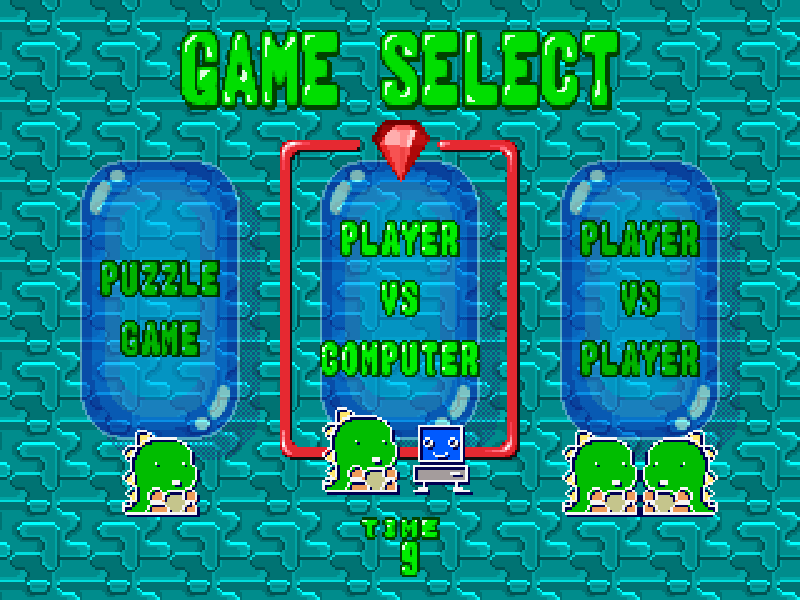 GAME SELECT
PUZZLE
GAME
PLAYER
VS
COMPUTER
PLAYER
VS
PLAYER
TIME
9